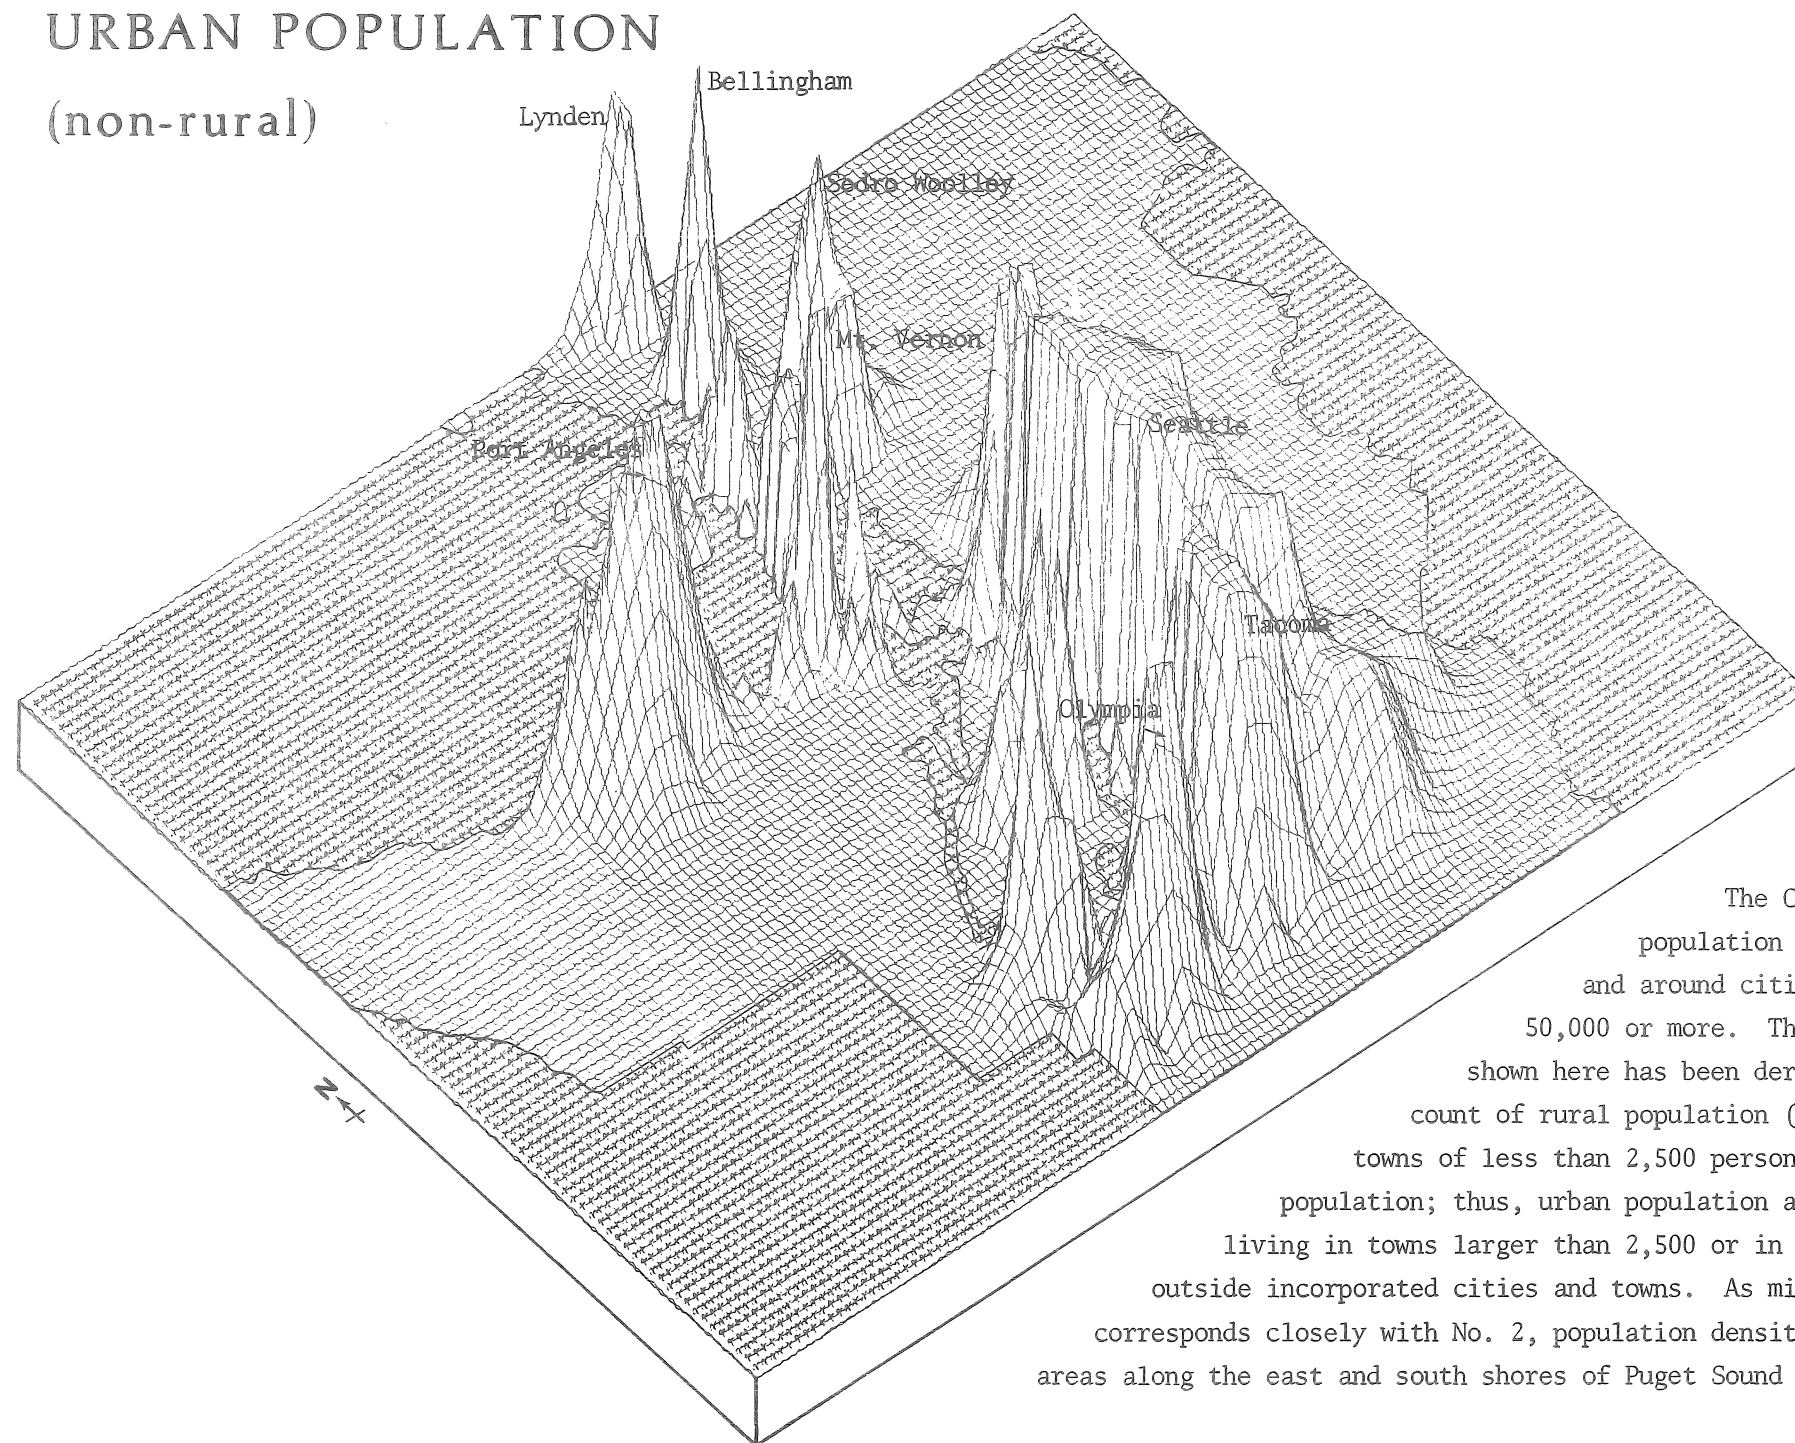 URBAN POPULATION
(non-rural)
Bellingham
Lynden
Sedro Woolley
Mt. Vernon
Seattle
Port Angeles
Tacoma
Olympia
N
The C
population
and around citi
50,000 or more. Th
shown here has been der
count of rural population (
towns of less than 2,500 person
population; thus, urban population a
living in towns larger than 2,500 or in
outside incorporated cities and towns. As mi
corresponds closely with No. 2, population densit
areas along the east and south shores of Puget Sound